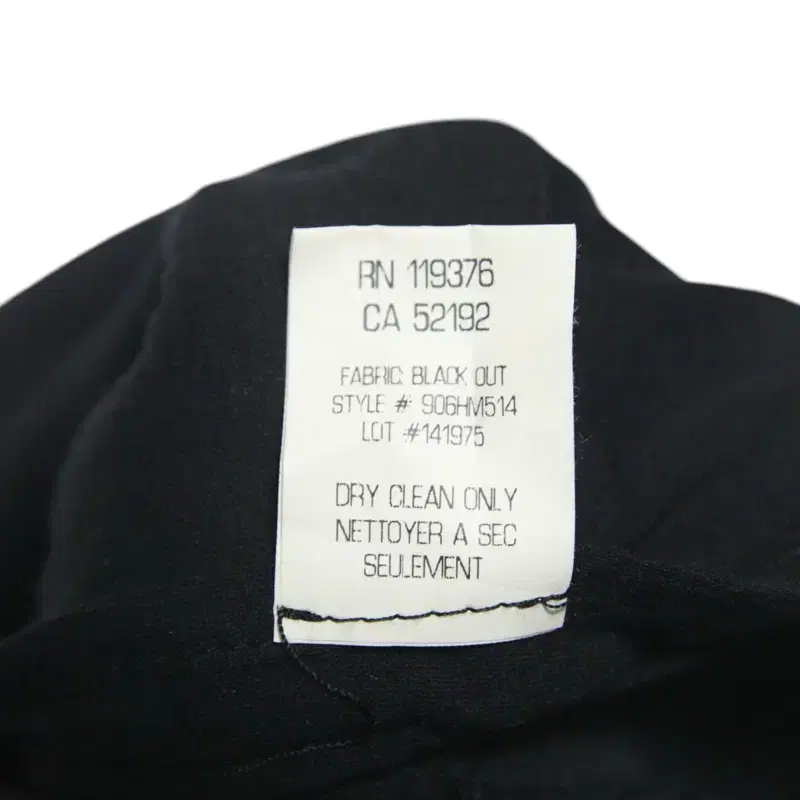 RN 119376
CA 52192
FABRIC: BLACK OUT
STYLE # 906HM514
LOT #141975
DRY CLEAN ONLY
NETTOYER A SEC
SEULEMENT